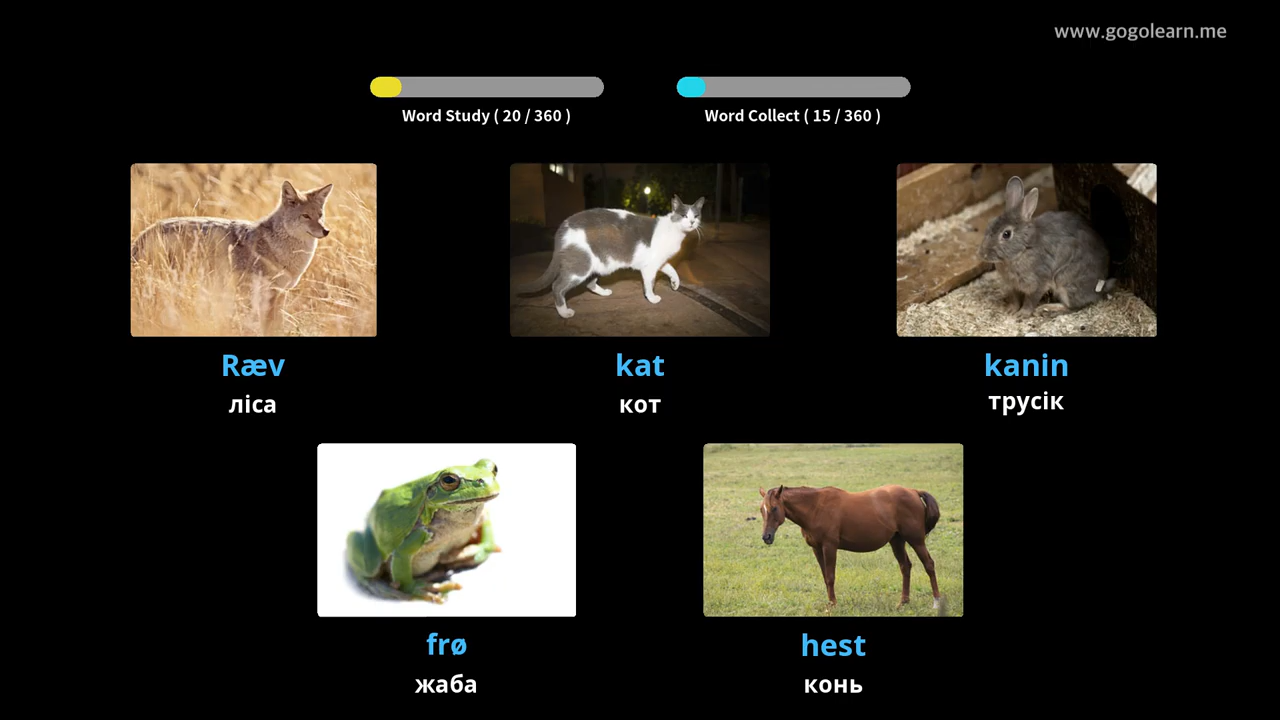 www.gogolearn.me
Word Study ( 20 / 360 )
Word Collect ( 15 / 360 )
Ræv
ліса
kat
кот
kanin
трусік
frø
жаба
hest
конь